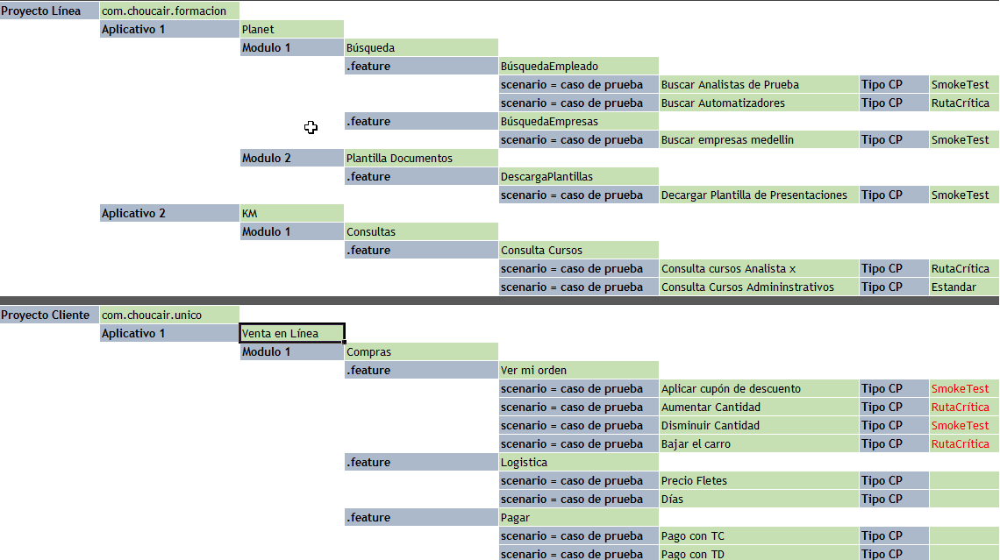 Proyecto Línea com.choucair.formacion
Aplicativo 1 Planet
Modulo 1 Búsqueda
.feature BúsquedaEmpleado
scenario = caso de prueba Buscar Analistas de Prueba Tipo CP SmokeTest
scenario = caso de prueba Buscar Automatizadores Tipo CP RutaCrítica
.feature BúsquedaEmpresas
scenario = caso de prueba Buscar empresas medellin Tipo CP SmokeTest
Modulo 2 Plantilla Documentos
.feature DescargaPlantillas
scenario = caso de prueba Decargar Plantilla de Presentaciones Tipo CP SmokeTest
Aplicativo 2 KM
Modulo 1 Consultas
.feature Consulta Cursos
scenario = caso de prueba Consulta cursos Analista x Tipo CP RutaCrítica
scenario = caso de prueba Consulta Cursos Admininstrativos Tipo CP Estandar
Proyecto Cliente com.choucair.unico
Aplicativo 1 Venta en Línea
Modulo 1 Compras
.feature Ver mi orden
scenario = caso de prueba Aplicar cupón de descuento Tipo CP SmokeTest
scenario = caso de prueba Aumentar Cantidad Tipo CP RutaCrítica
scenario = caso de prueba Disminuir Cantidad Tipo CP SmokeTest
scenario = caso de prueba Bajar el carro Tipo CP RutaCrítica
.feature Logistica
scenario = caso de prueba Precio Fletes Tipo CP
scenario = caso de prueba Días Tipo CP
.feature Pagar
scenario = caso de prueba Pago con TC Tipo CP
scenario = caso de prueba Pago con TD Tipo CP